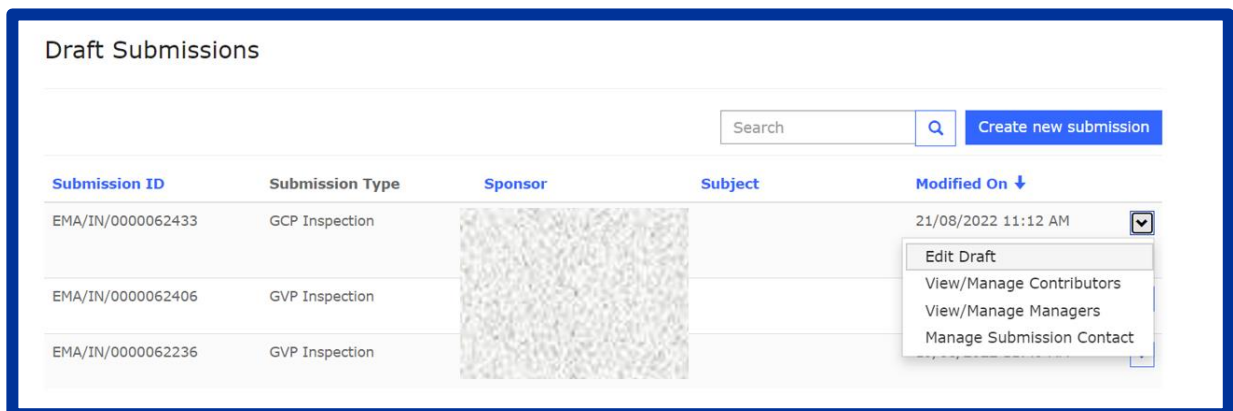 Draft Submissions
Search
Create new submission
Submission ID Submission Type Sponsor Subject Modified On
EMA/IN/0000062433 GCP Inspection 21/08/2022 11:12 AM
Edit Draft
View/Manage Contributors
EMA/IN/0000062406 GVP Inspection
View/Manage Managers
Manage Submission Contact
EMA/IN/0000062236 GVP Inspection